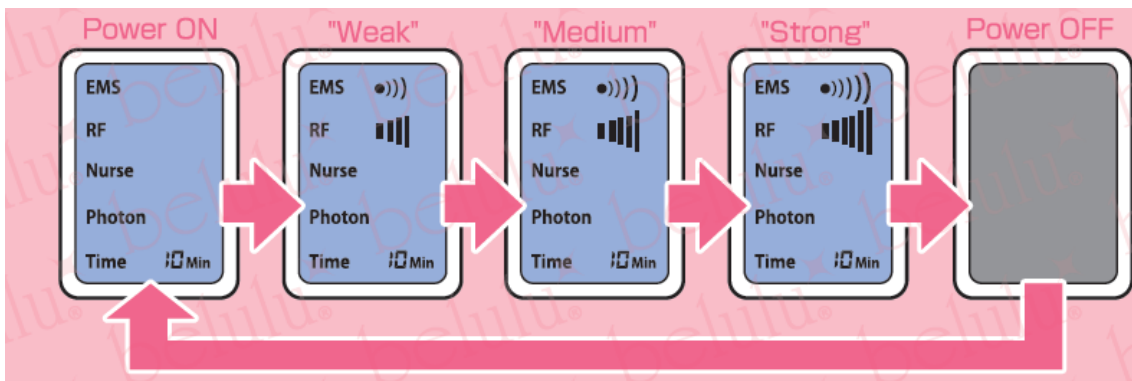 Power ON
"Weak"
"Medium"
"Strong"
Power OFF
EMS
RF
Nurse
Photon
Time 10 Min
EMS
RF
Nurse
Photon
Time 10 Min
EMS
RF
Nurse
Photon
Time 10 Min
EMS
RF
Nurse
Photon
Time 10 Min
belulu®